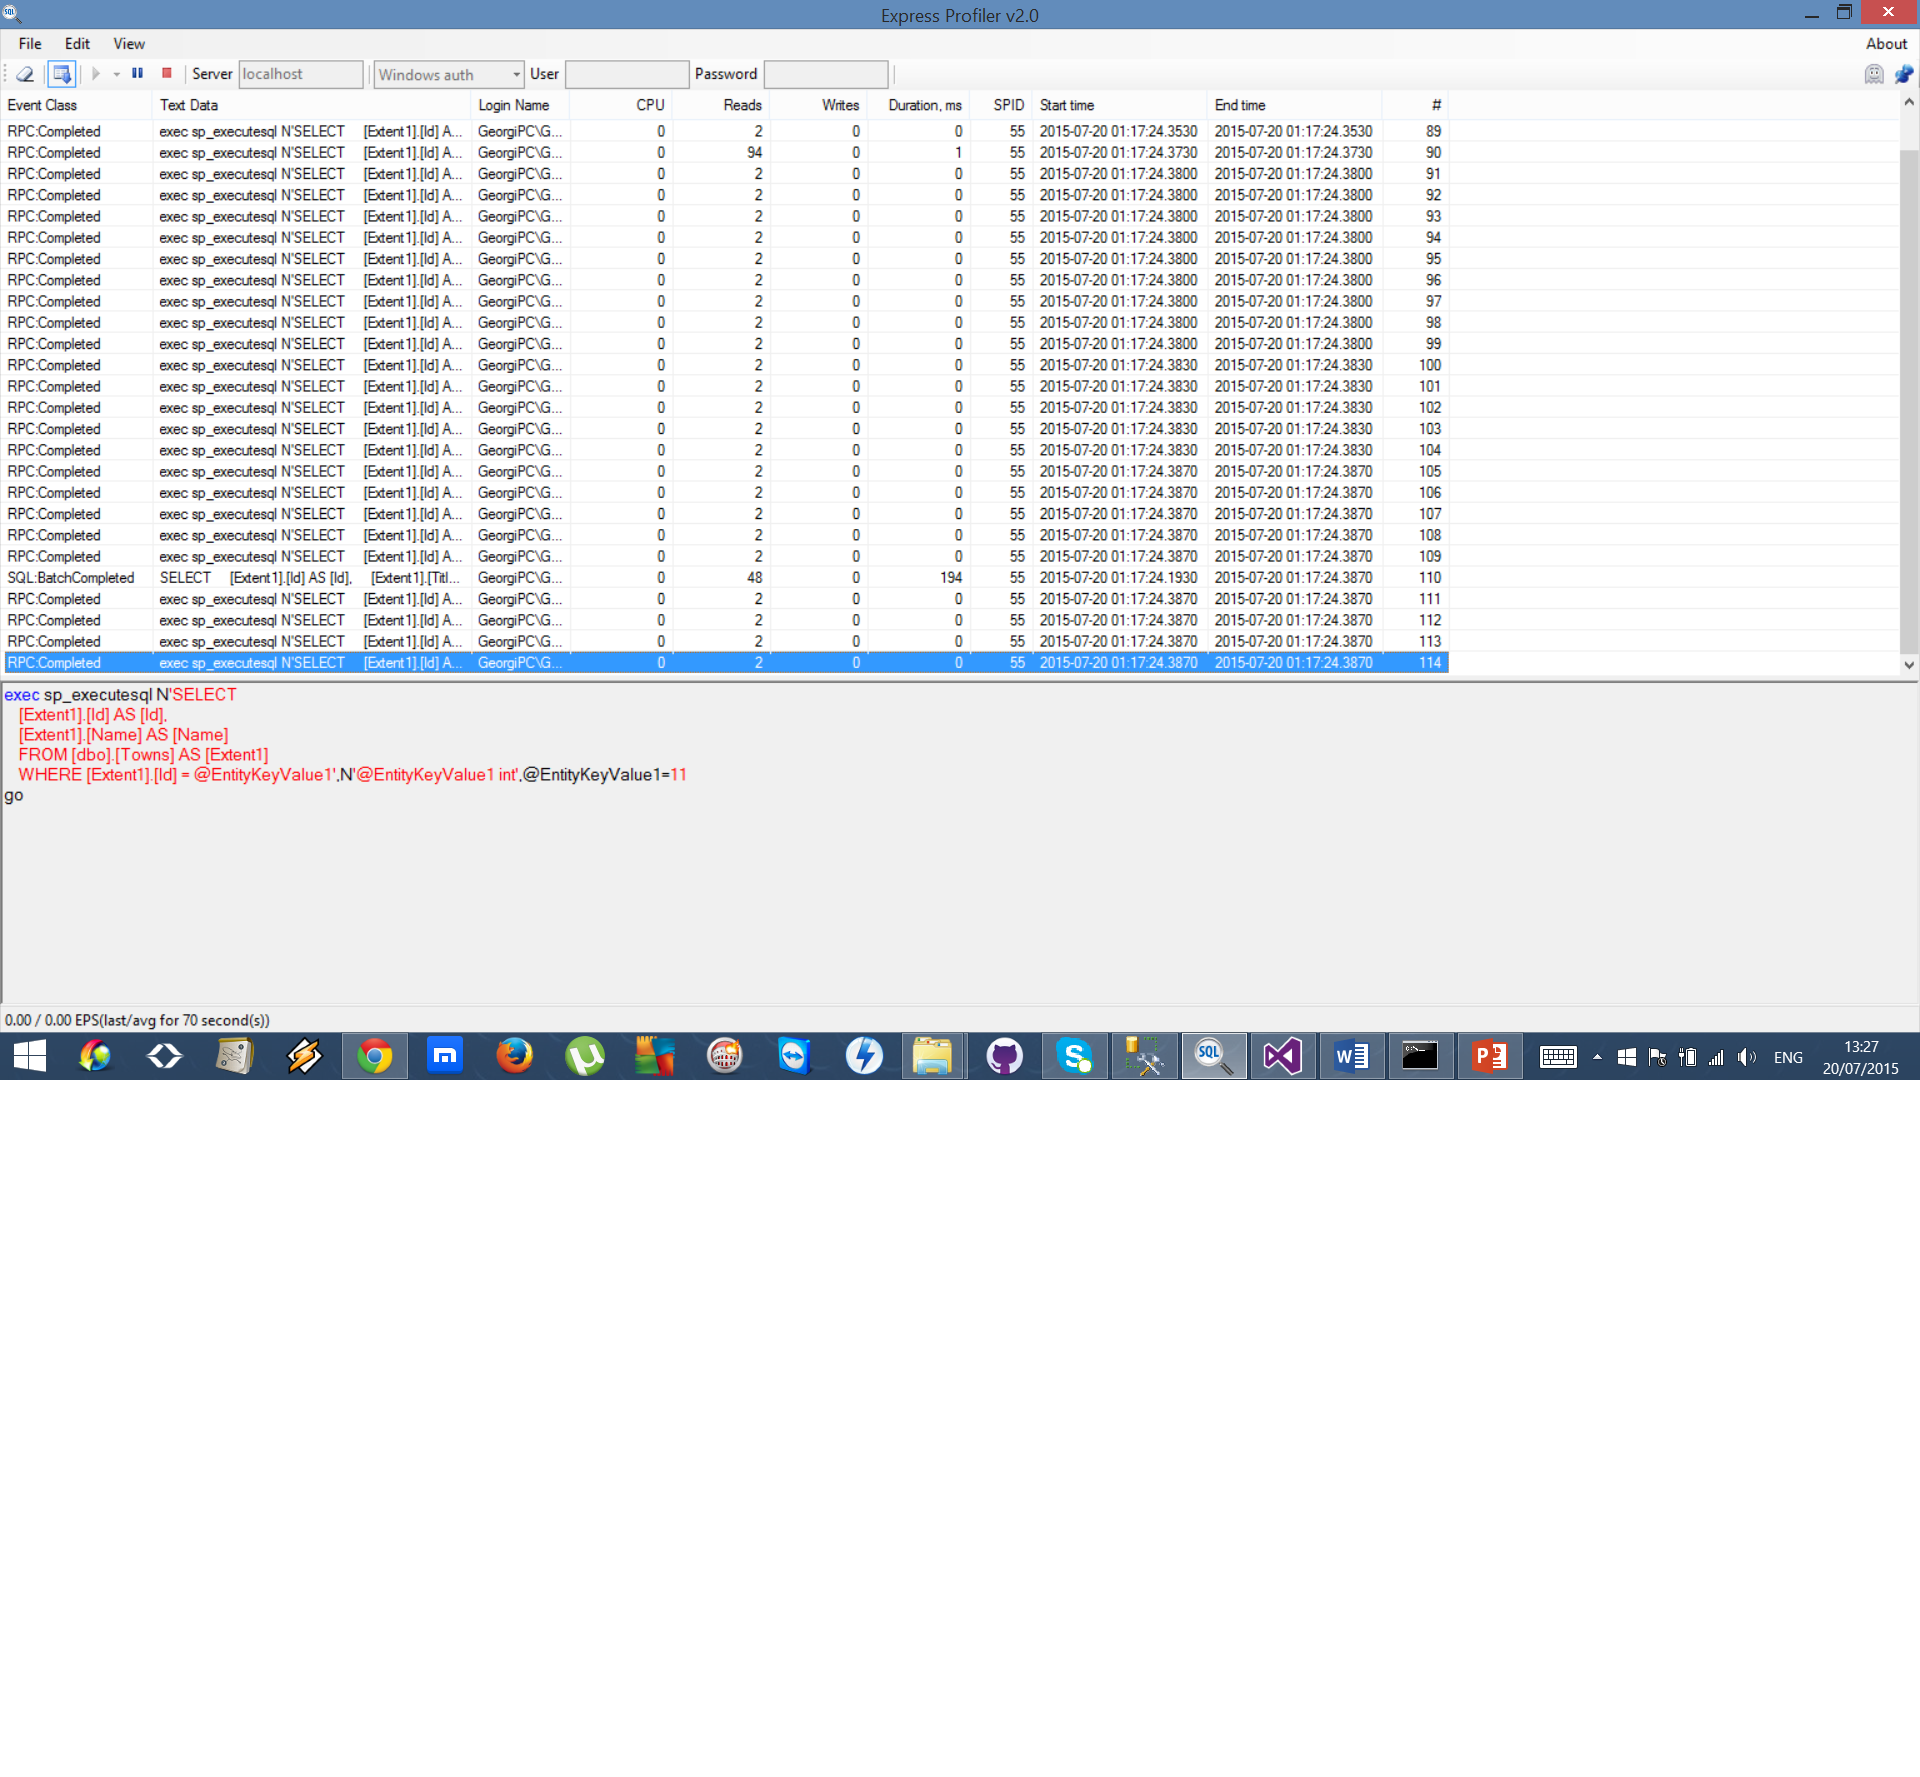 Express Profiler v2.0
File Edit View About
Server localhost Windows auth User Password
Event Class Text Data Login Name CPU Reads Writes Duration, ms SPID Start time End time #
RPC:Completed exec sp_executesql N'SELECT [Extent1].[Id] A... GeorgiPC\G... 0 2 0 0 55 2015-07-20 01:17:24.3530 2015-07-20 01:17:24.3530 89
RPC:Completed exec sp_executesql N'SELECT [Extent1].[Id] A... GeorgiPC\G... 0 94 0 1 55 2015-07-20 01:17:24.3730 2015-07-20 01:17:24.3730 90
RPC:Completed exec sp_executesql N'SELECT [Extent1].[Id] A... GeorgiPC\G... 0 2 0 0 55 2015-07-20 01:17:24.3800 2015-07-20 01:17:24.3800 91
RPC:Completed exec sp_executesql N'SELECT [Extent1].[Id] A... GeorgiPC\G... 0 2 0 0 55 2015-07-20 01:17:24.3800 2015-07-20 01:17:24.3800 92
RPC:Completed exec sp_executesql N'SELECT [Extent1].[Id] A... GeorgiPC\G... 0 2 0 0 55 2015-07-20 01:17:24.3800 2015-07-20 01:17:24.3800 93
RPC:Completed exec sp_executesql N'SELECT [Extent1].[Id] A... GeorgiPC\G... 0 2 0 0 55 2015-07-20 01:17:24.3800 2015-07-20 01:17:24.3800 94
RPC:Completed exec sp_executesql N'SELECT [Extent1].[Id] A... GeorgiPC\G... 0 2 0 0 55 2015-07-20 01:17:24.3800 2015-07-20 01:17:24.3800 95
RPC:Completed exec sp_executesql N'SELECT [Extent1].[Id] A... GeorgiPC\G... 0 2 0 0 55 2015-07-20 01:17:24.3800 2015-07-20 01:17:24.3800 96
RPC:Completed exec sp_executesql N'SELECT [Extent1].[Id] A... GeorgiPC\G... 0 2 0 0 55 2015-07-20 01:17:24.3800 2015-07-20 01:17:24.3800 97
RPC:Completed exec sp_executesql N'SELECT [Extent1].[Id] A... GeorgiPC\G... 0 2 0 0 55 2015-07-20 01:17:24.3800 2015-07-20 01:17:24.3800 98
RPC:Completed exec sp_executesql N'SELECT [Extent1].[Id] A... GeorgiPC\G... 0 2 0 0 55 2015-07-20 01:17:24.3800 2015-07-20 01:17:24.3800 99
RPC:Completed exec sp_executesql N'SELECT [Extent1].[Id] A... GeorgiPC\G... 0 2 0 0 55 2015-07-20 01:17:24.3830 2015-07-20 01:17:24.3830 100
RPC:Completed exec sp_executesql N'SELECT [Extent1].[Id] A... GeorgiPC\G... 0 2 0 0 55 2015-07-20 01:17:24.3830 2015-07-20 01:17:24.3830 101
RPC:Completed exec sp_executesql N'SELECT [Extent1].[Id] A... GeorgiPC\G... 0 2 0 0 55 2015-07-20 01:17:24.3830 2015-07-20 01:17:24.3830 102
RPC:Completed exec sp_executesql N'SELECT [Extent1].[Id] A... GeorgiPC\G... 0 2 0 0 55 2015-07-20 01:17:24.3830 2015-07-20 01:17:24.3830 103
RPC:Completed exec sp_executesql N'SELECT [Extent1].[Id] A... GeorgiPC\G... 0 2 0 0 55 2015-07-20 01:17:24.3830 2015-07-20 01:17:24.3830 104
RPC:Completed exec sp_executesql N'SELECT [Extent1].[Id] A... GeorgiPC\G... 0 2 0 0 55 2015-07-20 01:17:24.3870 2015-07-20 01:17:24.3870 105
RPC:Completed exec sp_executesql N'SELECT [Extent1].[Id] A... GeorgiPC\G... 0 2 0 0 55 2015-07-20 01:17:24.3870 2015-07-20 01:17:24.3870 106
RPC:Completed exec sp_executesql N'SELECT [Extent1].[Id] A... GeorgiPC\G... 0 2 0 0 55 2015-07-20 01:17:24.3870 2015-07-20 01:17:24.3870 107
RPC:Completed exec sp_executesql N'SELECT [Extent1].[Id] A... GeorgiPC\G... 0 2 0 0 55 2015-07-20 01:17:24.3870 2015-07-20 01:17:24.3870 108
RPC:Completed exec sp_executesql N'SELECT [Extent1].[Id] A... GeorgiPC\G... 0 2 0 0 55 2015-07-20 01:17:24.3870 2015-07-20 01:17:24.3870 109
SQL:BatchCompleted SELECT [Extent1].[Id] AS [Id], [Extent1].[Titl... GeorgiPC\G... 0 48 0 194 55 2015-07-20 01:17:24.1930 2015-07-20 01:17:24.3870 110
RPC:Completed exec sp_executesql N'SELECT [Extent1].[Id] A... GeorgiPC\G... 0 2 0 0 55 2015-07-20 01:17:24.3870 2015-07-20 01:17:24.3870 111
RPC:Completed exec sp_executesql N'SELECT [Extent1].[Id] A... GeorgiPC\G... 0 2 0 0 55 2015-07-20 01:17:24.3870 2015-07-20 01:17:24.3870 112
RPC:Completed exec sp_executesql N'SELECT [Extent1].[Id] A... GeorgiPC\G... 0 2 0 0 55 2015-07-20 01:17:24.3870 2015-07-20 01:17:24.3870 113
RPC:Completed exec sp_executesql N'SELECT [Extent1].[Id] A... GeorgiPC\G... 0 2 0 0 55 2015-07-20 01:17:24.3870 2015-07-20 01:17:24.3870 114
exec sp_executesql N'SELECT
[Extent1].[Id] AS [Id],
[Extent1].[Name] AS [Name]
FROM [dbo].[Towns] AS [Extent1]
WHERE [Extent1].[Id] = @EntityKeyValue1',N'@EntityKeyValue1 int',@EntityKeyValue1=11
go
0.00 / 0.00 EPS(last/avg for 70 second(s))
ENG
13:27
20/07/2015